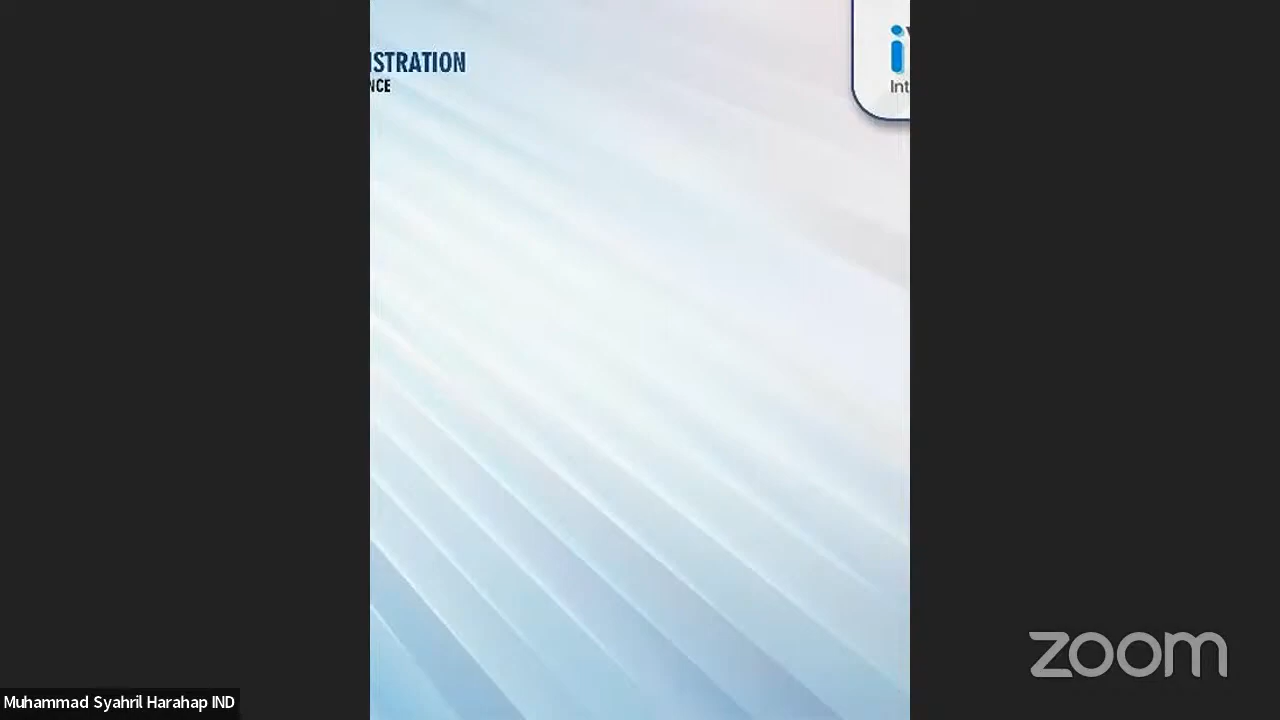 ISTRATION
NCE
i
Int
zoom
Muhammad Syahril Harahap IND